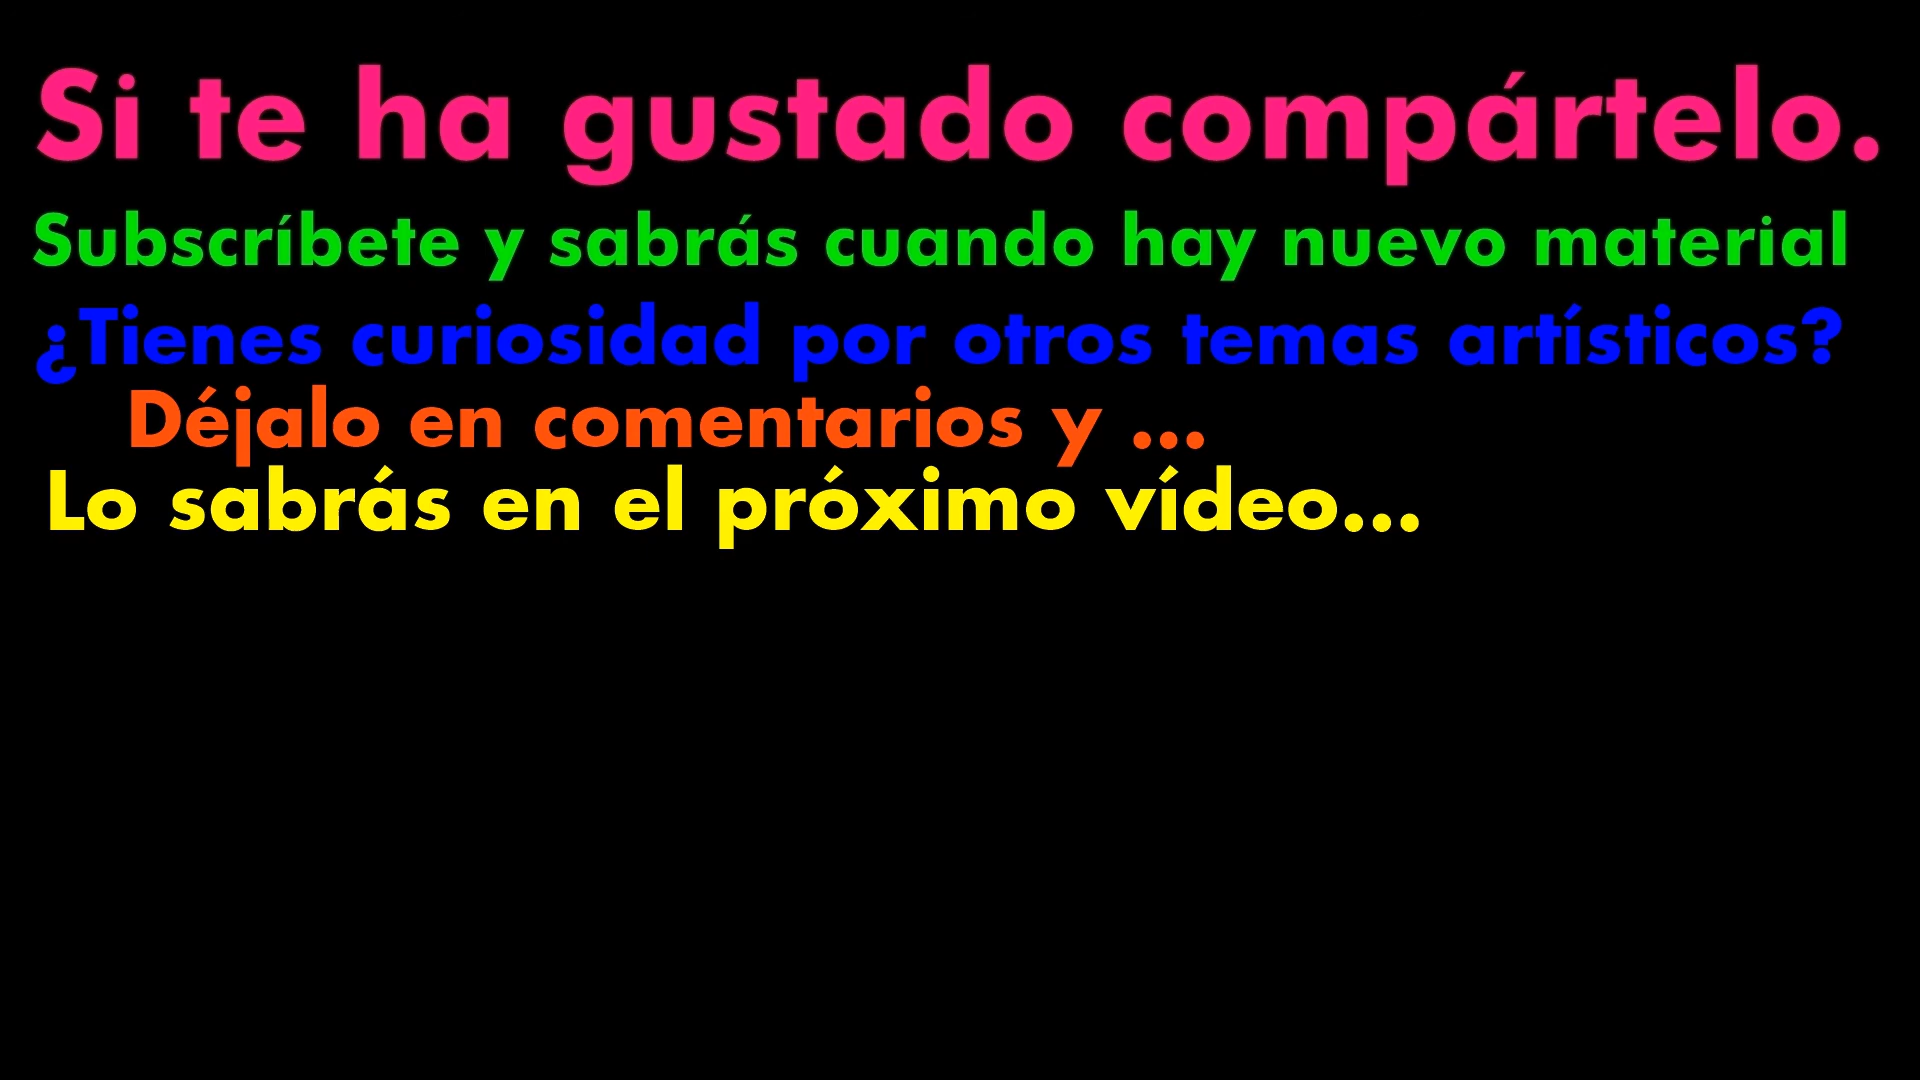 Si te ha gustado compártelo.
Subscríbete y sabrás cuando hay nuevo material
¿Tienes curiosidad por otros temas artísticos?
Déjalo en comentarios y ...
Lo sabrás en el próximo vídeo...